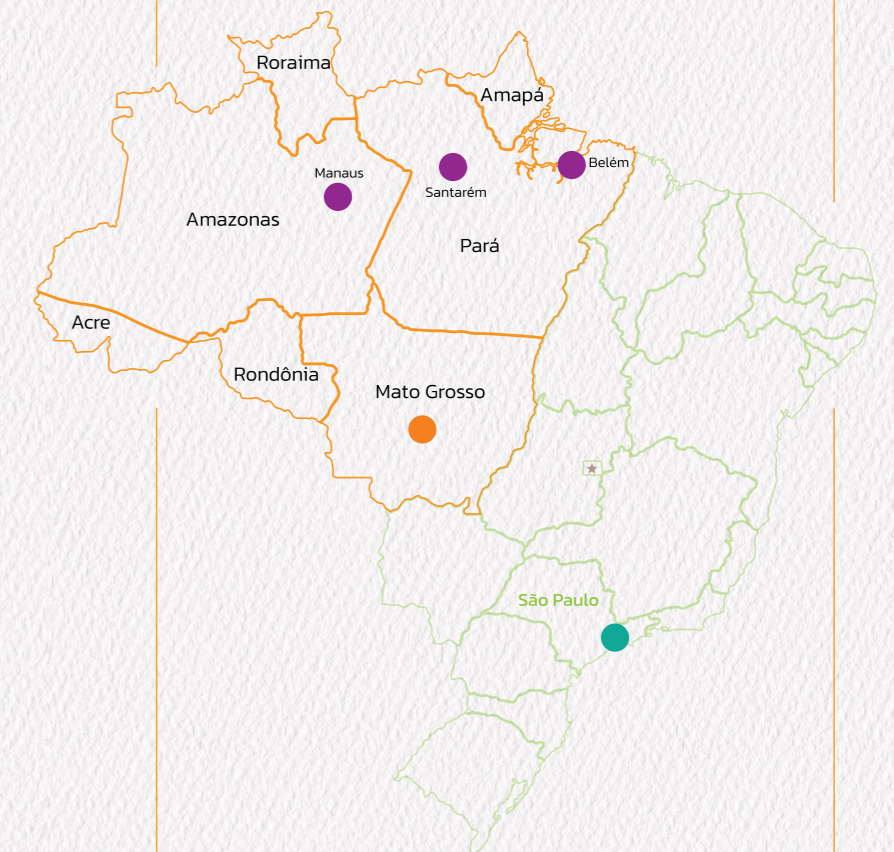 Roraima
Amapá
Belém
Manaus
Santarém
Amazonas
Pará
Acre
Rondônia
Mato Grosso
São Paulo